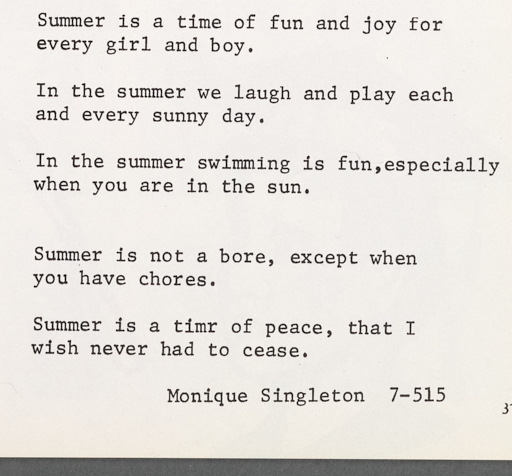 Summer is a time of fun and joy for
every girl and boy.
In the summer we laugh and play each
and every sunny day.
In the summer swimming is fun,especially
when you are in the sun.
Summer is not a bore, except when
you have chores.
Summer is a timr of peace, that I
wish never had to cease.
Monique Singleton 7-515